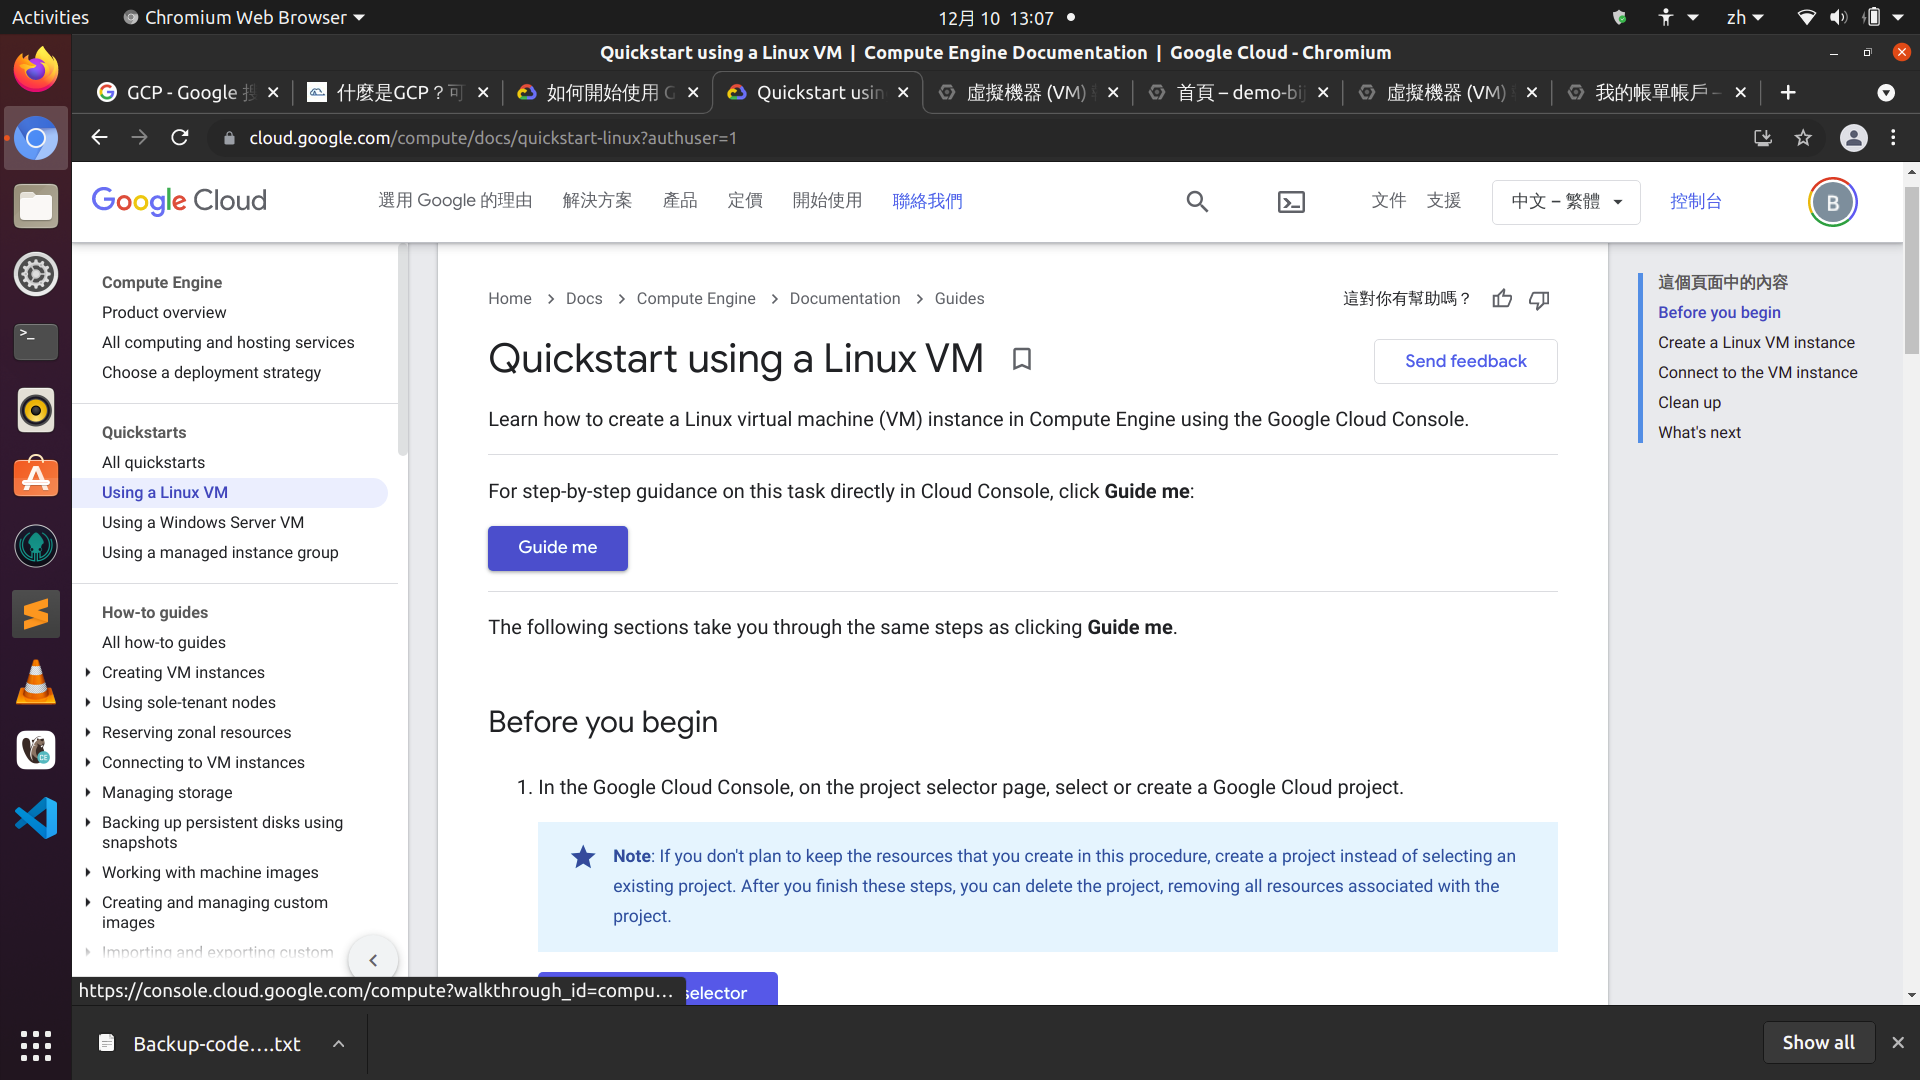 Activities
Chromium Web Browser
12月 10 13:07
zh
Quickstart using a Linux VM | Compute Engine Documentation | Google Cloud - Chromium
GCP - Google 搜
什麼是GCP？可
如何開始使用 G
Quickstart usin
虛擬機器 (VM)
首頁 – demo-bij
虛擬機器 (VM)
我的帳單帳戶 –
cloud.google.com/compute/docs/quickstart-linux?authuser=1
Google Cloud
選用 Google 的理由
解決方案
產品
定價
開始使用
聯絡我們
文件
支援
中文 – 繁體
控制台
B
Compute Engine
Product overview
All computing and hosting services
Choose a deployment strategy
Quickstarts
All quickstarts
Using a Linux VM
Using a Windows Server VM
Using a managed instance group
How-to guides
All how-to guides
Creating VM instances
Using sole-tenant nodes
Reserving zonal resources
Connecting to VM instances
Managing storage
Backing up persistent disks using
snapshots
Working with machine images
Creating and managing custom
images
Importing and exporting custom
Home
Docs
Compute Engine
Documentation
Guides
這對你有幫助嗎？
Quickstart using a Linux VM
Send feedback
Learn how to create a Linux virtual machine (VM) instance in Compute Engine using the Google Cloud Console.
For step-by-step guidance on this task directly in Cloud Console, click Guide me:
Guide me
The following sections take you through the same steps as clicking Guide me.
Before you begin
1. In the Google Cloud Console, on the project selector page, select or create a Google Cloud project.
Note: If you don't plan to keep the resources that you create in this procedure, create a project instead of selecting an
existing project. After you finish these steps, you can delete the project, removing all resources associated with the
project.
selector
這個頁面中的內容
Before you begin
Create a Linux VM instance
Connect to the VM instance
Clean up
What's next
https://console.cloud.google.com/compute?walkthrough_id=compu…
Backup-code….txt
Show all